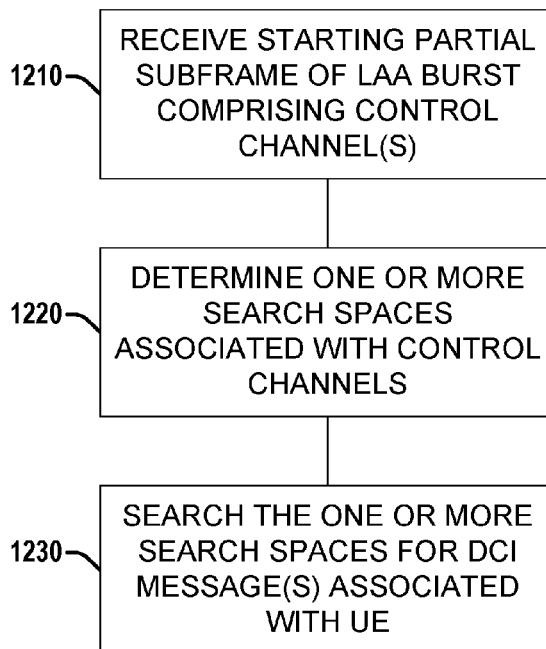 RECEIVE STARTING PARTIAL
1210
SUBFRAME OF LAA BURST
COMPRISING CONTROL
CHANNEL(S)
DETERMINE ONE OR MORE
1220
SEARCH SPACES
ASSOCIATED WITH CONTROL
CHANNELS
SEARCH THE ONE OR MORE
1230
SEARCH SPACES FOR DCI
MESSAGE(S) ASSOCIATED
WITH UE